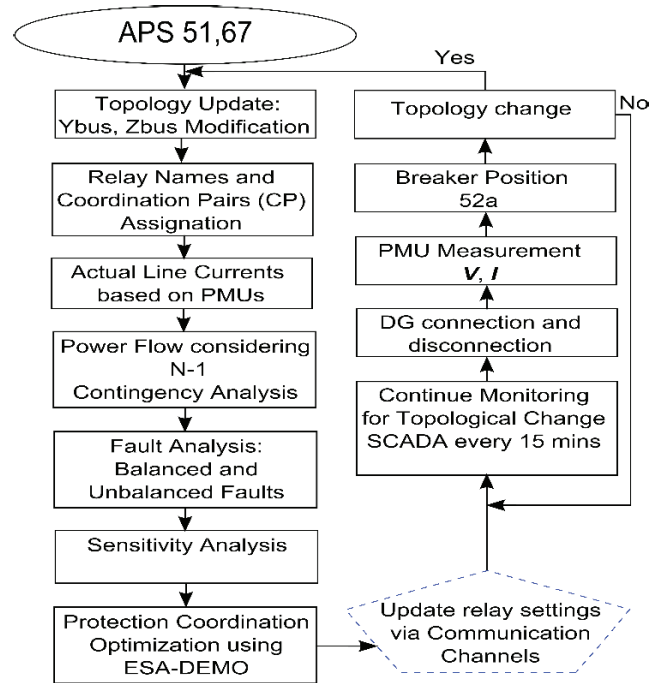 APS 51,67
Topology Update:
Ybus, Zbus Modification
Relay Names and
Coordination Pairs (CP)
Assignation
Actual Line Currents
based on PMUs
Power Flow considering
N-1
Contingency Analysis
Fault Analysis:
Balanced and
Unbalanced Faults
Sensitivity Analysis
Protection Coordination
Optimization using
ESA-DEMO
Update relay settings
via Communication
Channels
Continue Monitoring
for Topological Change
SCADA every 15 mins
DG connection and
disconnection
PMU Measurement
V, I
Breaker Position
52a
Topology change
Yes
No